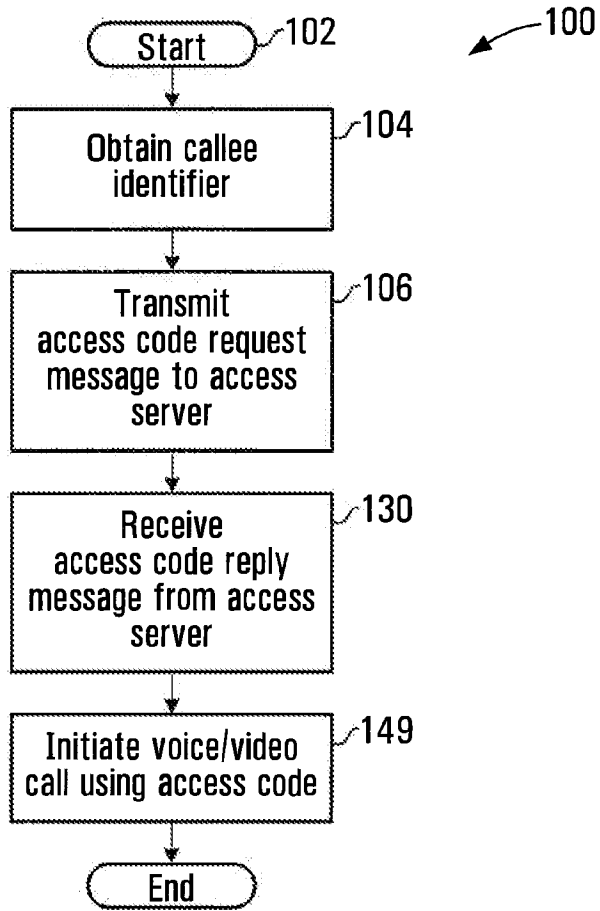 100
Start
102
Obtain callee
identifier
104
Transmit
access code request
message to access
server
106
Receive
access code reply
message from access
server
130
Initiate voice/video
call using access code
149
End